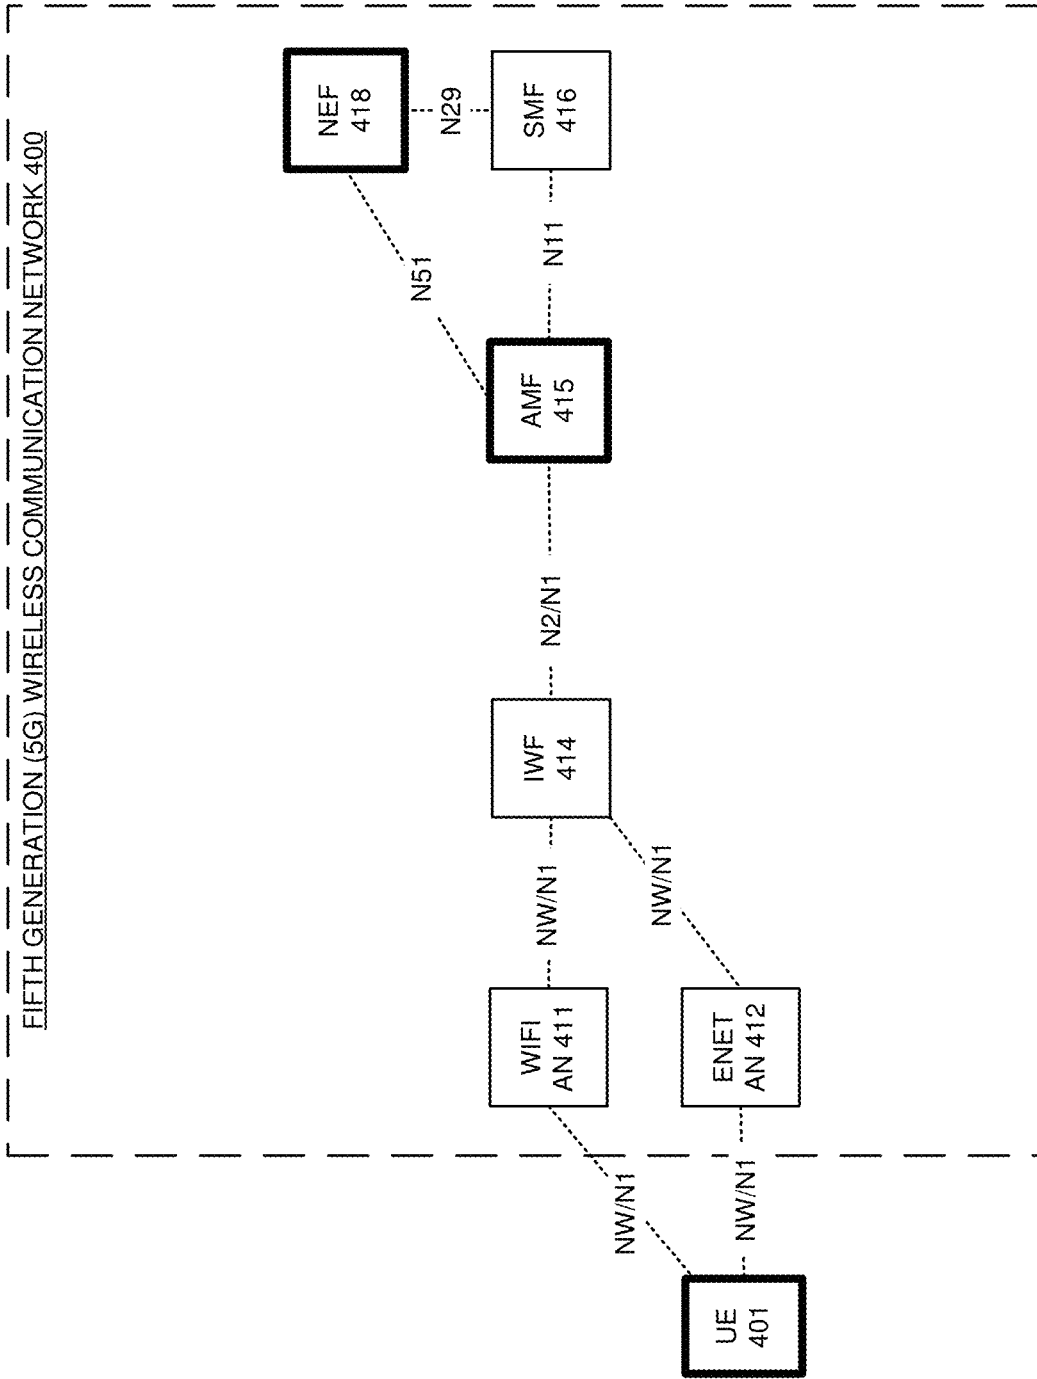 FIFTH GENERATION (5G) WIRELESS COMMUNICATION NETWORK 400
NEF
418
N51
N29
UE
401
NW/N1
NW/N1
WIFI
AN 411
ENET
AN 412
NW/N1
NW/N1
IWF
414
N2/N1
AMF
415
N11
SMF
416